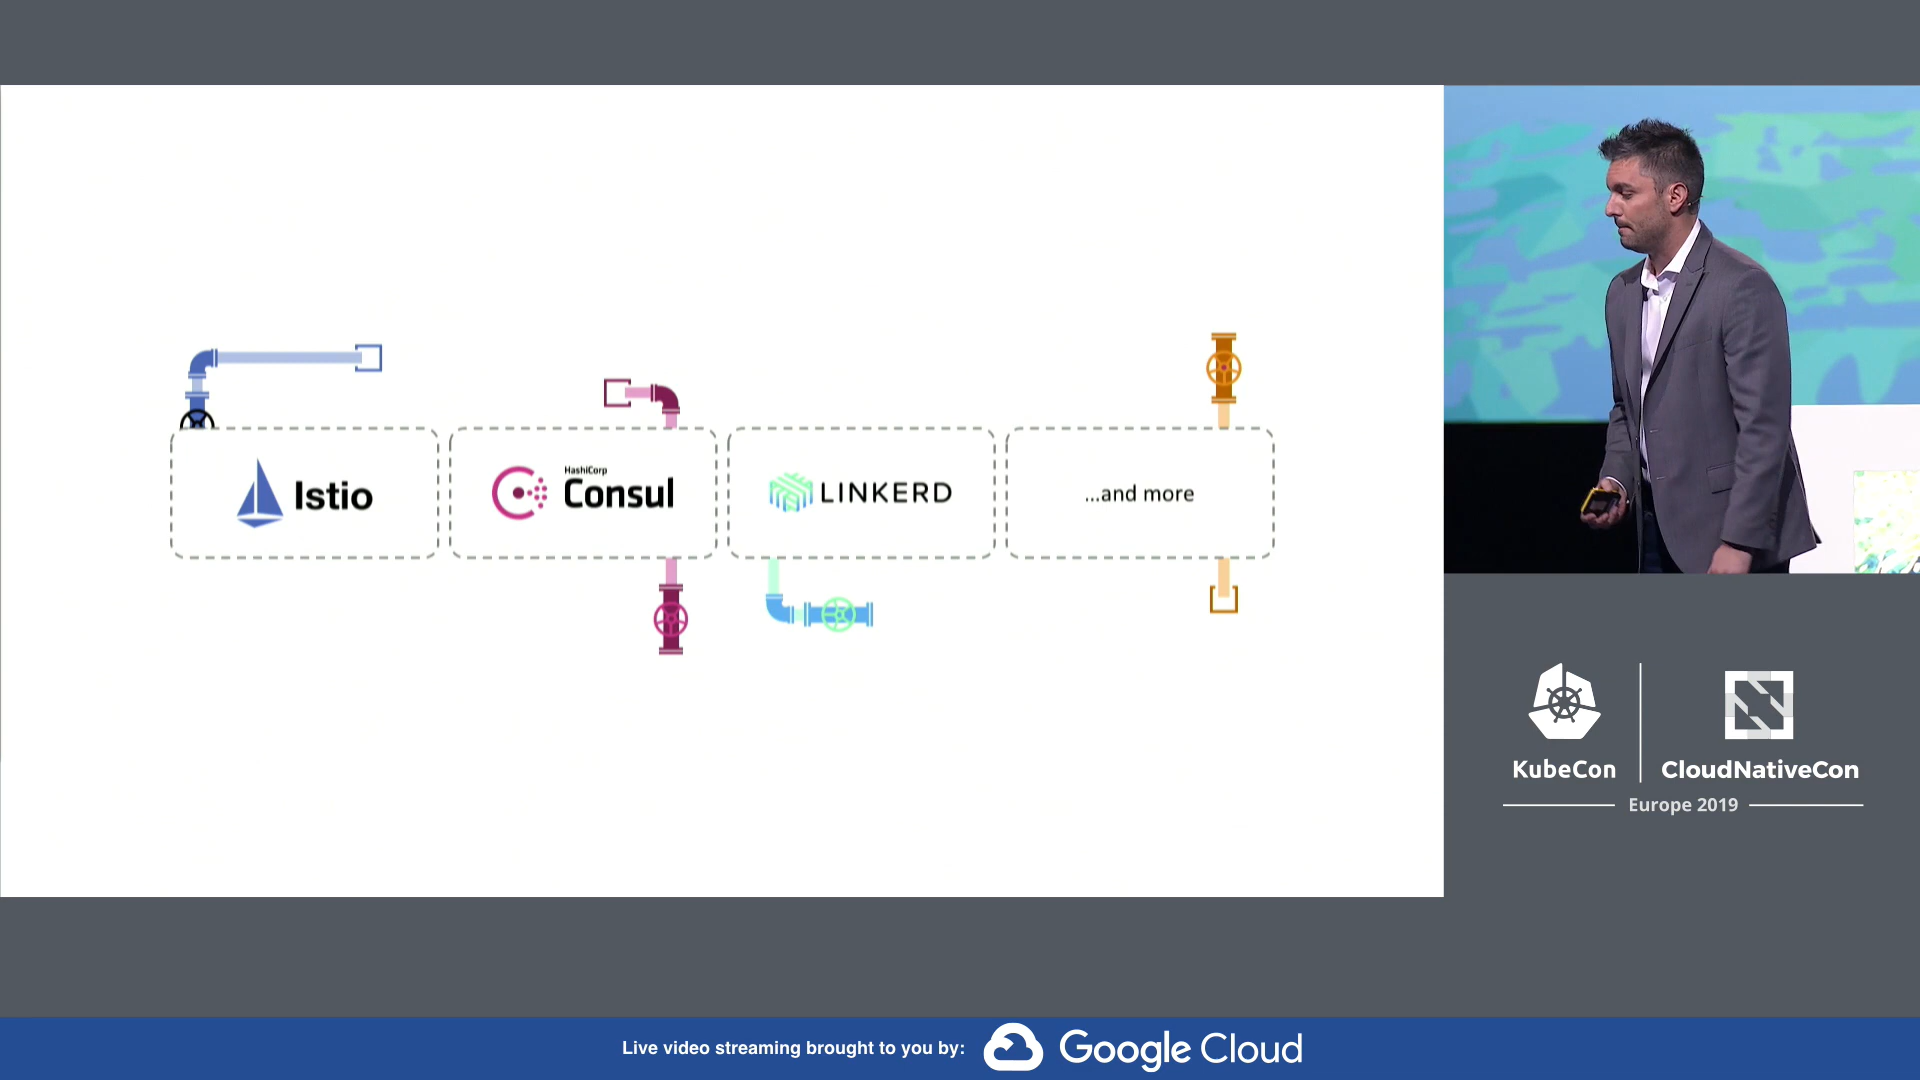 Istio
HashiCorp
Consul
LINKERD
...and more
KubeCon
CloudNativeCon
Europe 2019
Live video streaming brought to you by:
Google Cloud